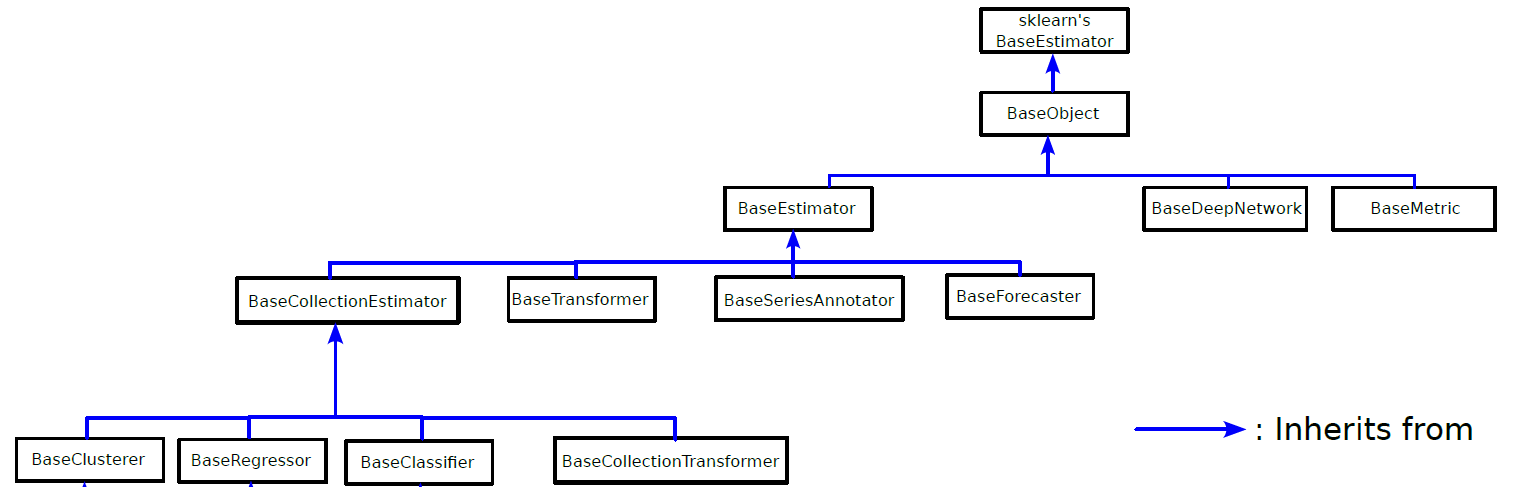 sklearn's
BaseEstimator
BaseObject
BaseEstimator
BaseDeepNetwork
BaseMetric
BaseCollectionEstimator
BaseTransformer
BaseSeriesAnnotator
BaseForecaster
: Inherits from
BaseClusterer
BaseRegressor
BaseClassifier
BaseCollectionTransformer